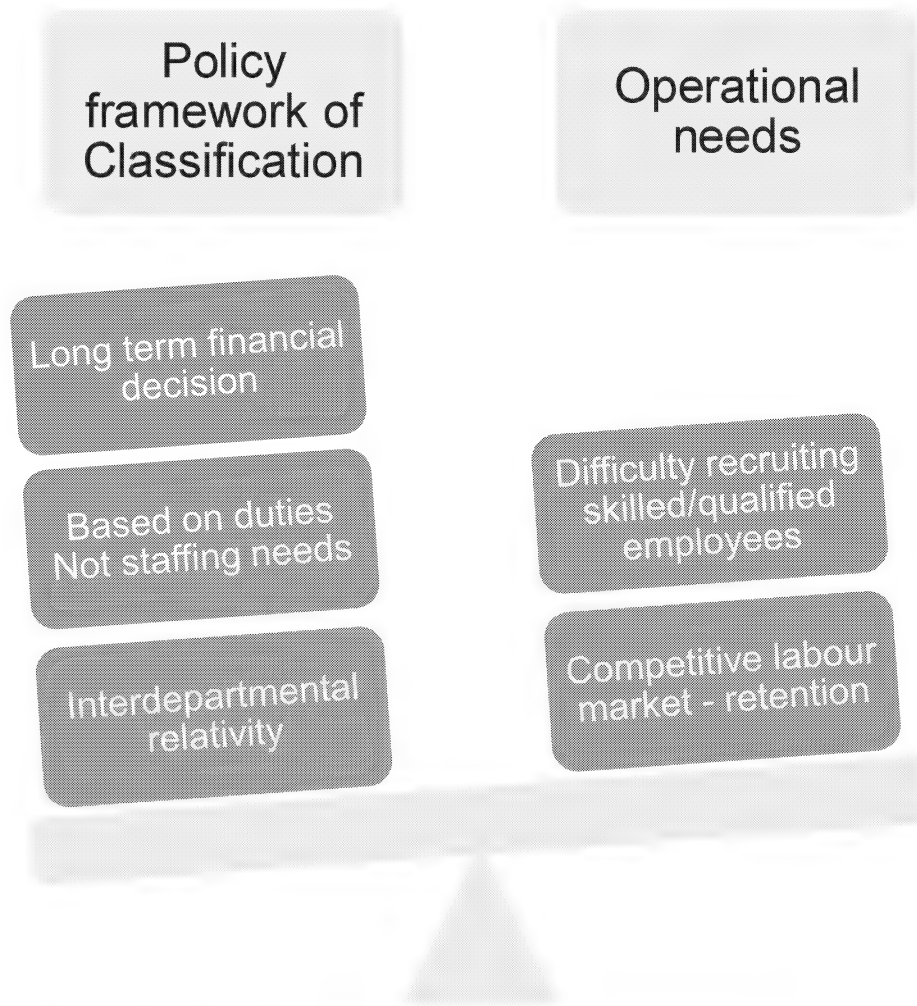 Policy
framework of
Classification
Operational
needs
Long term financial
decision
Based on duties
Not staffing needs
Interdepartmental
relativity
Difficulty recruiting
skilled/qualified
employees
Competitive labour
market - retention